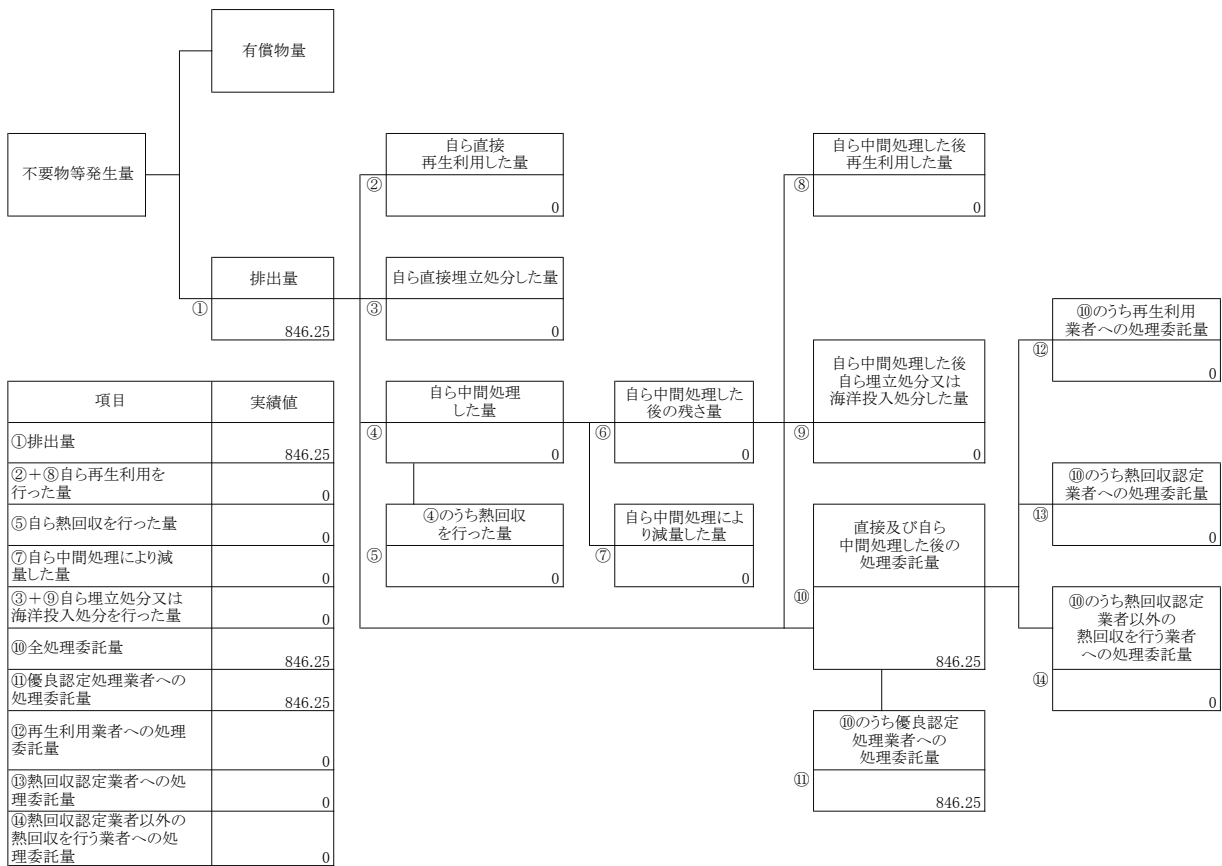 有償物量
不要物等発生量
自ら直接
再生利用した量
②
0
自ら中間処理した後
再生利用した量
⑧
0
排出量
①
846.25
自ら直接埋立処分した量
③
0
⑩のうち再生利用
業者への処理委託量
⑫
0
自ら中間処理
した量
④
0
自ら中間処理した
後の残さ量
⑥
0
自ら中間処理した後
自ら埋立処分又は
海洋投入処分した量
⑨
0
⑩のうち熱回収認定
業者への処理委託量
⑬
0
④のうち熱回収
を行った量
⑤
0
自ら中間処理によ
り減量した量
⑦
0
直接及び自ら
中間処理した後の
処理委託量
⑩
846.25
⑩のうち熱回収認定
業者以外の
熱回収を行う業者
への処理委託量
⑭
0
⑩のうち優良認定
処理業者への
処理委託量
⑪
846.25
項目 実績値
①排出量 846.25
②+⑧自ら再生利用を
行った量 0
⑤自ら熱回収を行った量 0
⑦自ら中間処理により減
量した量 0
③+⑨自ら埋立処分又は
海洋投入処分を行った量 0
⑩全処理委託量 846.25
⑪優良認定処理業者への
処理委託量 846.25
⑫再生利用業者への処理
委託量 0
⑬熱回収認定業者への処
理委託量 0
⑭熱回収認定業者以外の
熱回収を行う業者への処
理委託量 0